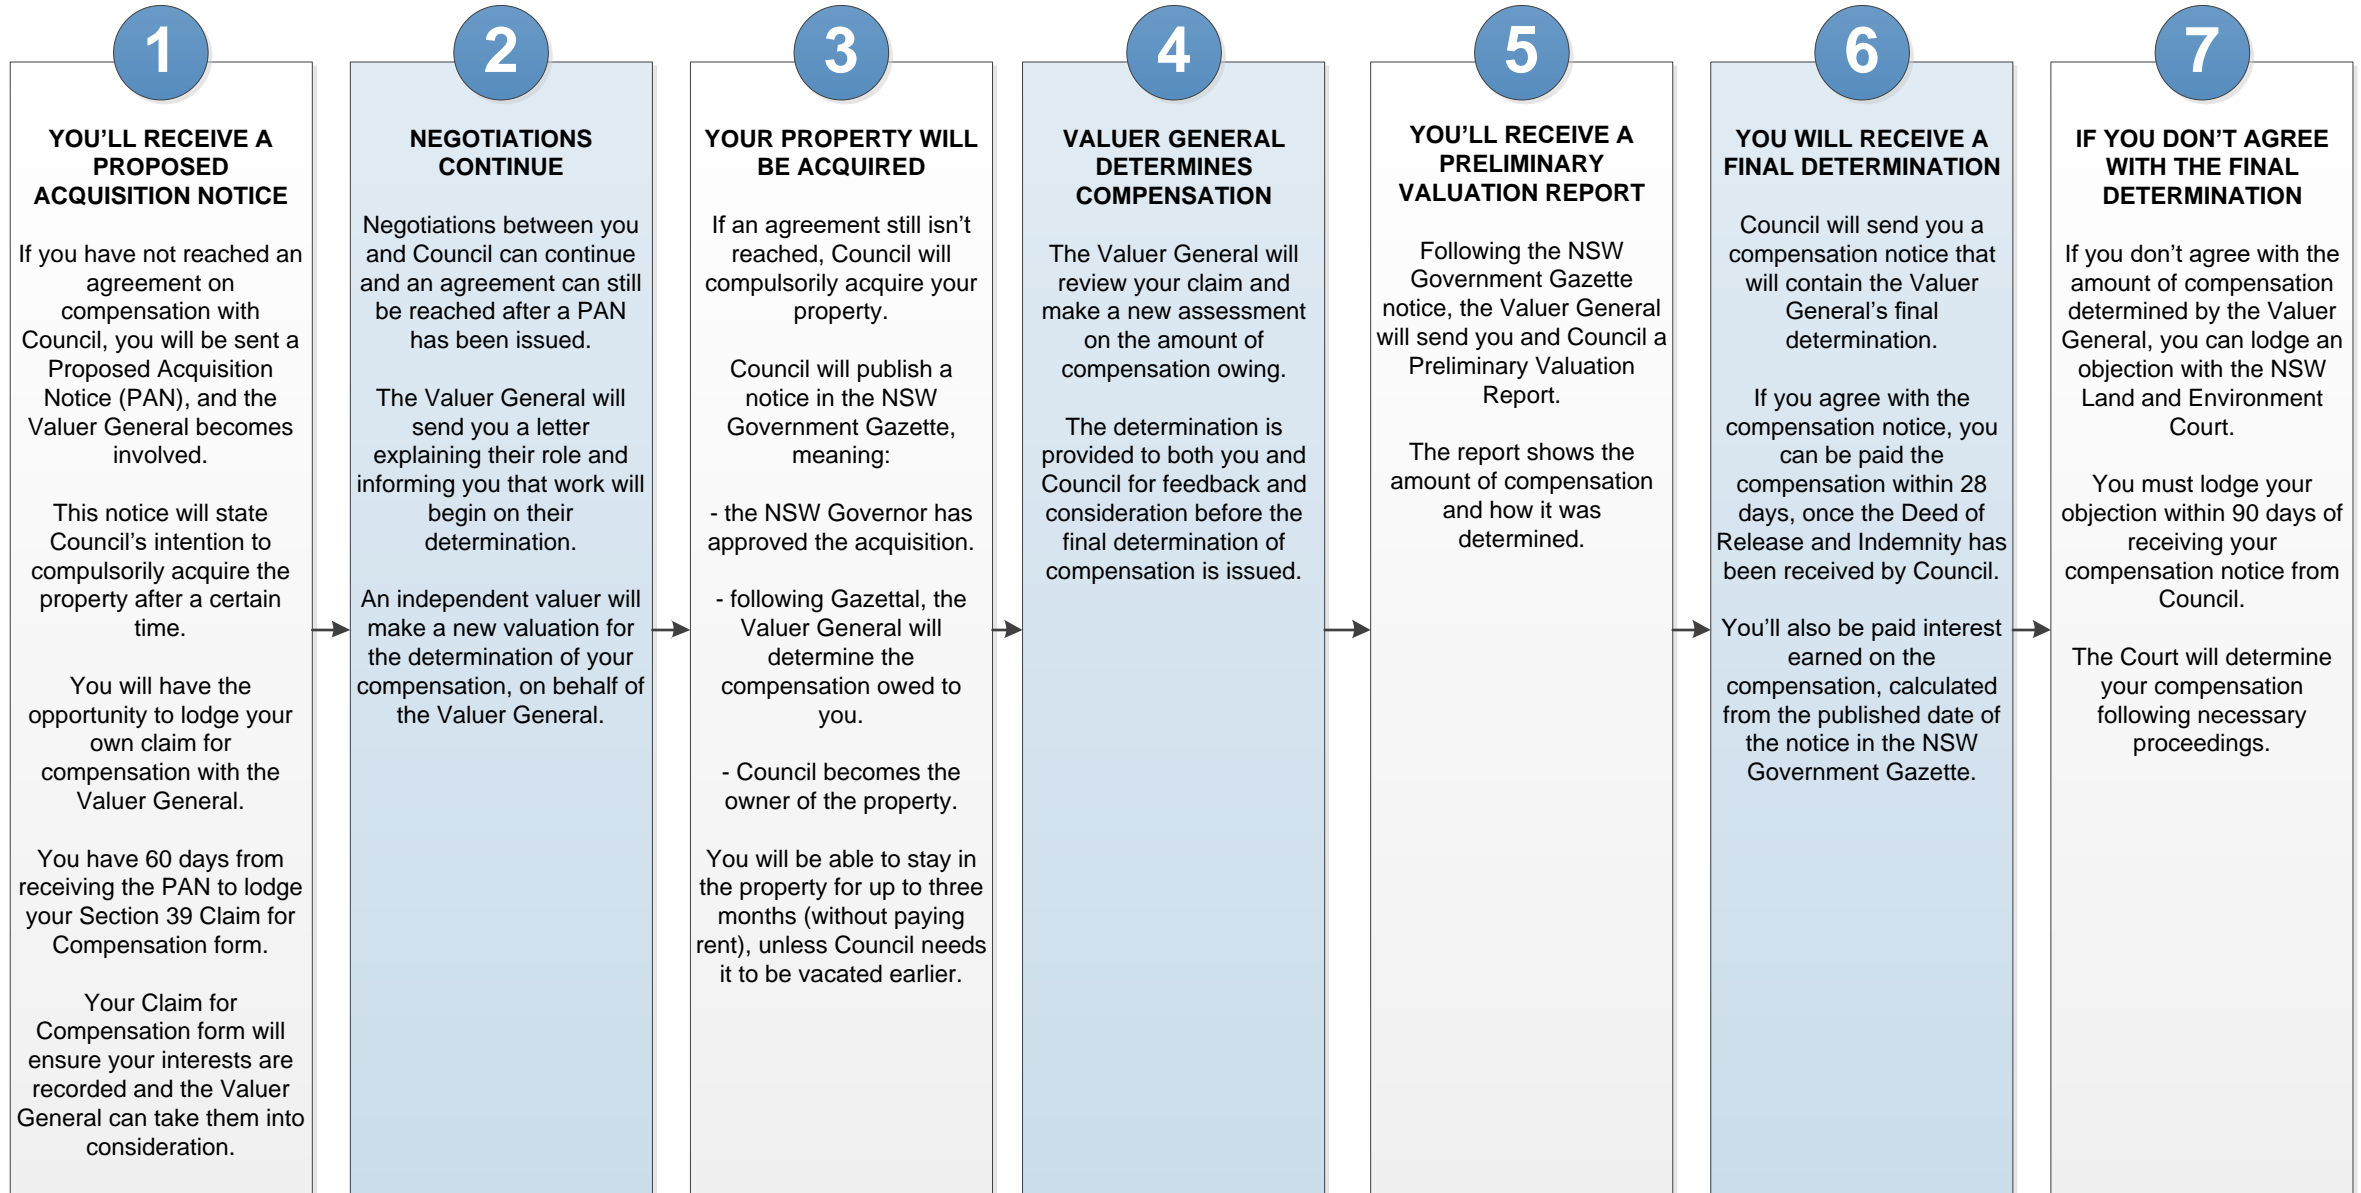 1
YOU’LL RECEIVE A
PROPOSED
ACQUISITION NOTICE
If you have not reached an
agreement on
compensation with
Council, you will be sent a
Proposed Acquisition
Notice (PAN), and the
Valuer General becomes
involved.
This notice will state
Council’s intention to
compulsorily acquire the
property after a certain
time.
You will have the
opportunity to lodge your
own claim for
compensation with the
Valuer General.
You have 60 days from
receiving the PAN to lodge
your Section 39 Claim for
Compensation form.
Your Claim for
Compensation form will
ensure your interests are
recorded and the Valuer
General can take them into
consideration.
2
NEGOTIATIONS
CONTINUE
Negotiations between you
and Council can continue
and an agreement can still
be reached after a PAN
has been issued.
The Valuer General will
send you a letter
explaining their role and
informing you that work will
begin on their
determination.
An independent valuer will
make a new valuation for
the determination of your
compensation, on behalf of
the Valuer General.
3
YOUR PROPERTY WILL
BE ACQUIRED
If an agreement still isn’t
reached, Council will
compulsorily acquire your
property.
Council will publish a
notice in the NSW
Government Gazette,
meaning:
- the NSW Governor has
approved the acquisition.
- following Gazettal, the
Valuer General will
determine the
compensation owed to
you.
- Council becomes the
owner of the property.
You will be able to stay in
the property for up to three
months (without paying
rent), unless Council needs
it to be vacated earlier.
4
VALUER GENERAL
DETERMINES
COMPENSATION
The Valuer General will
review your claim and
make a new assessment
on the amount of
compensation owing.
The determination is
provided to both you and
Council for feedback and
consideration before the
final determination of
compensation is issued.
5
YOU’LL RECEIVE A
PRELIMINARY
VALUATION REPORT
Following the NSW
Government Gazette
notice, the Valuer General
will send you and Council a
Preliminary Valuation
Report.
The report shows the
amount of compensation
and how it was
determined.
6
YOU WILL RECEIVE A
FINAL DETERMINATION
Council will send you a
compensation notice that
will contain the Valuer
General’s final
determination.
If you agree with the
compensation notice, you
can be paid the
compensation within 28
days, once the Deed of
Release and Indemnity has
been received by Council.
You’ll also be paid interest
earned on the
compensation, calculated
from the published date of
the notice in the NSW
Government Gazette.
7
IF YOU DON’T AGREE
WITH THE FINAL
DETERMINATION
If you don’t agree with the
amount of compensation
determined by the Valuer
General, you can lodge an
objection with the NSW
Land and Environment
Court.
You must lodge your
objection within 90 days of
receiving your
compensation notice from
Council.
The Court will determine
your compensation
following necessary
proceedings.